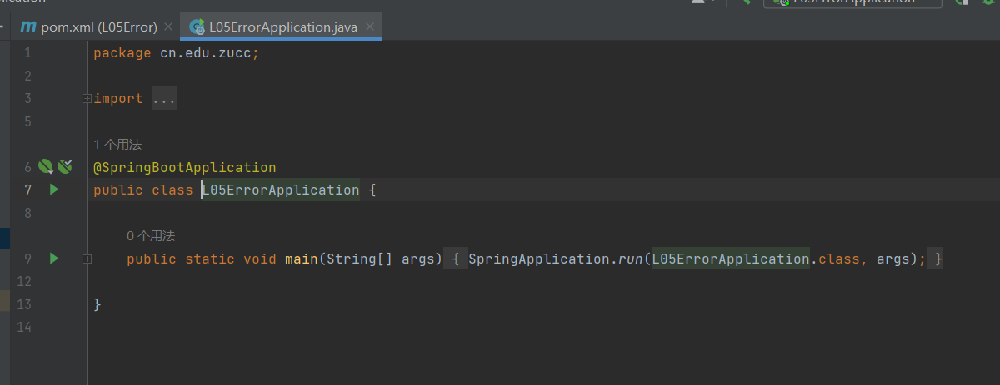 pom.xml (L05Error)
L05ErrorApplication.java
1 package cn.edu.zucc;
2
3 import ...
5
1 个用法
6 @SpringBootApplication
7 public class L05ErrorApplication {
8
0 个用法
9 public static void main(String[] args) { SpringApplication.run(L05ErrorApplication.class, args); }
12
13 }
14